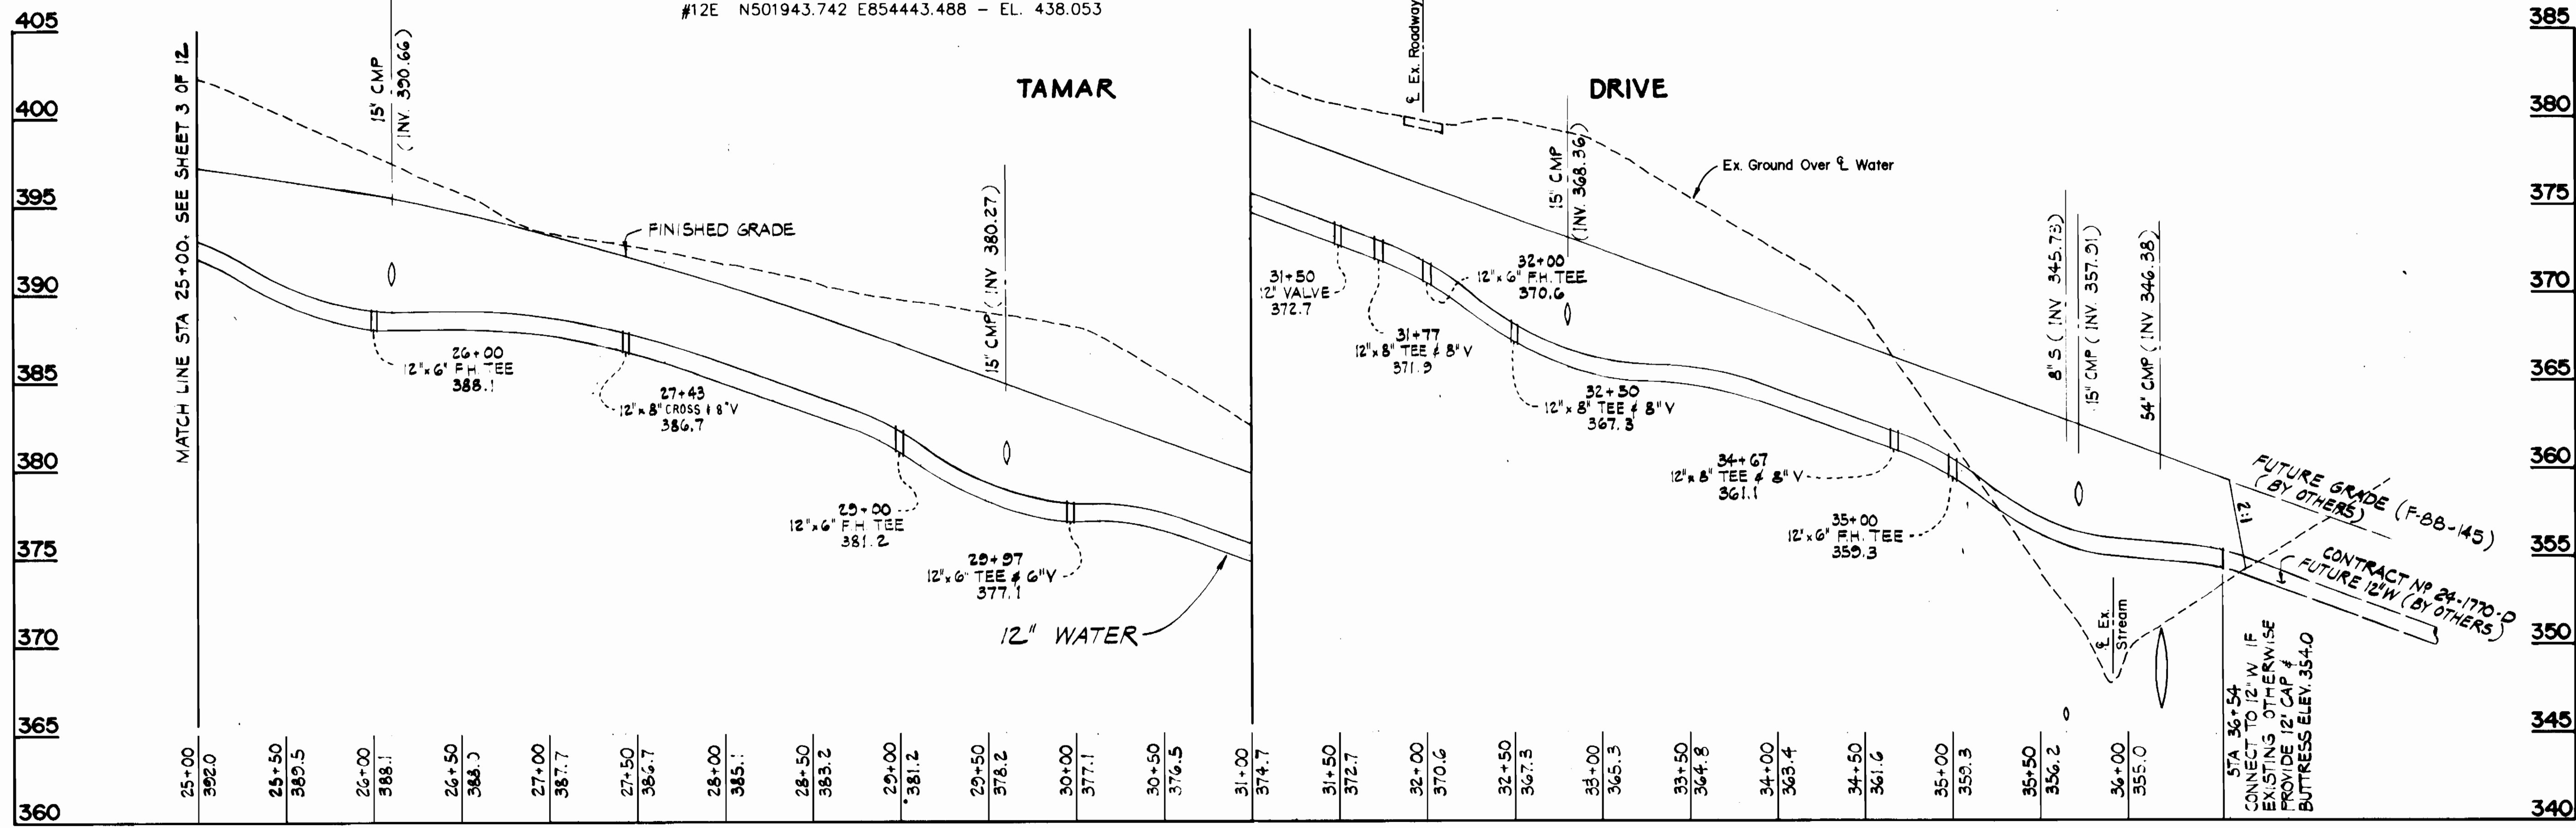 #12E N501943.742 E854443.488 – EL. 438.053
405
400
395
390
385
380
375
370
365
360
MATCH LINE STA 25+00. SEE SHEET 3 OF 12
15" CMP
(INV. 390.66)
TAMAR
FINISHED GRADE
15" CMP (INV 380.27)
26+00
12"x6" F.H. TEE
388.1
27+43
12"x8" CROSS & 8"V
386.7
29+00
12"x6" F.H. TEE
381.2
29+97
12"x6" TEE & 6"V
377.1
12" WATER
25+00
392.0
25+50
389.5
26+00
388.1
26+50
388.0
27+00
387.7
27+50
386.7
28+00
385.1
28+50
383.2
29+00
381.2
29+50
378.2
30+00
377.1
30+50
376.5
31+00
374.7
DRIVE
℄ Ex. Roadway
15" CMP
(INV. 368.36)
Ex. Ground Over ℄ Water
31+50
12" VALVE
372.7
31+77
12"x8" TEE & 8"V
371.9
32+00
12"x6" F.H. TEE
370.6
32+50
12"x8" TEE & 8"V
367.3
34+67
12"x8" TEE & 8"V
361.1
35+00
12"x6" F.H. TEE
359.3
8" S (INV 345.73)
15" CMP (INV. 357.91)
54" CMP (INV 346.38)
℄ Ex.
Stream
2:1
FUTURE GRADE (F-88-145)
(BY OTHERS)
CONTRACT Nº 24-1770-D
FUTURE 12"W (BY OTHERS)
STA 36+54
CONNECT TO 12" W IF
EXISTING OTHERWISE
PROVIDE 12" CAP &
BUTTRESS ELEV. 354.0
31+50
372.7
32+00
370.6
32+50
367.3
33+00
365.3
33+50
364.8
34+00
363.4
34+50
361.6
35+00
359.3
35+50
356.2
36+00
355.0
385
380
375
370
365
360
355
350
345
340